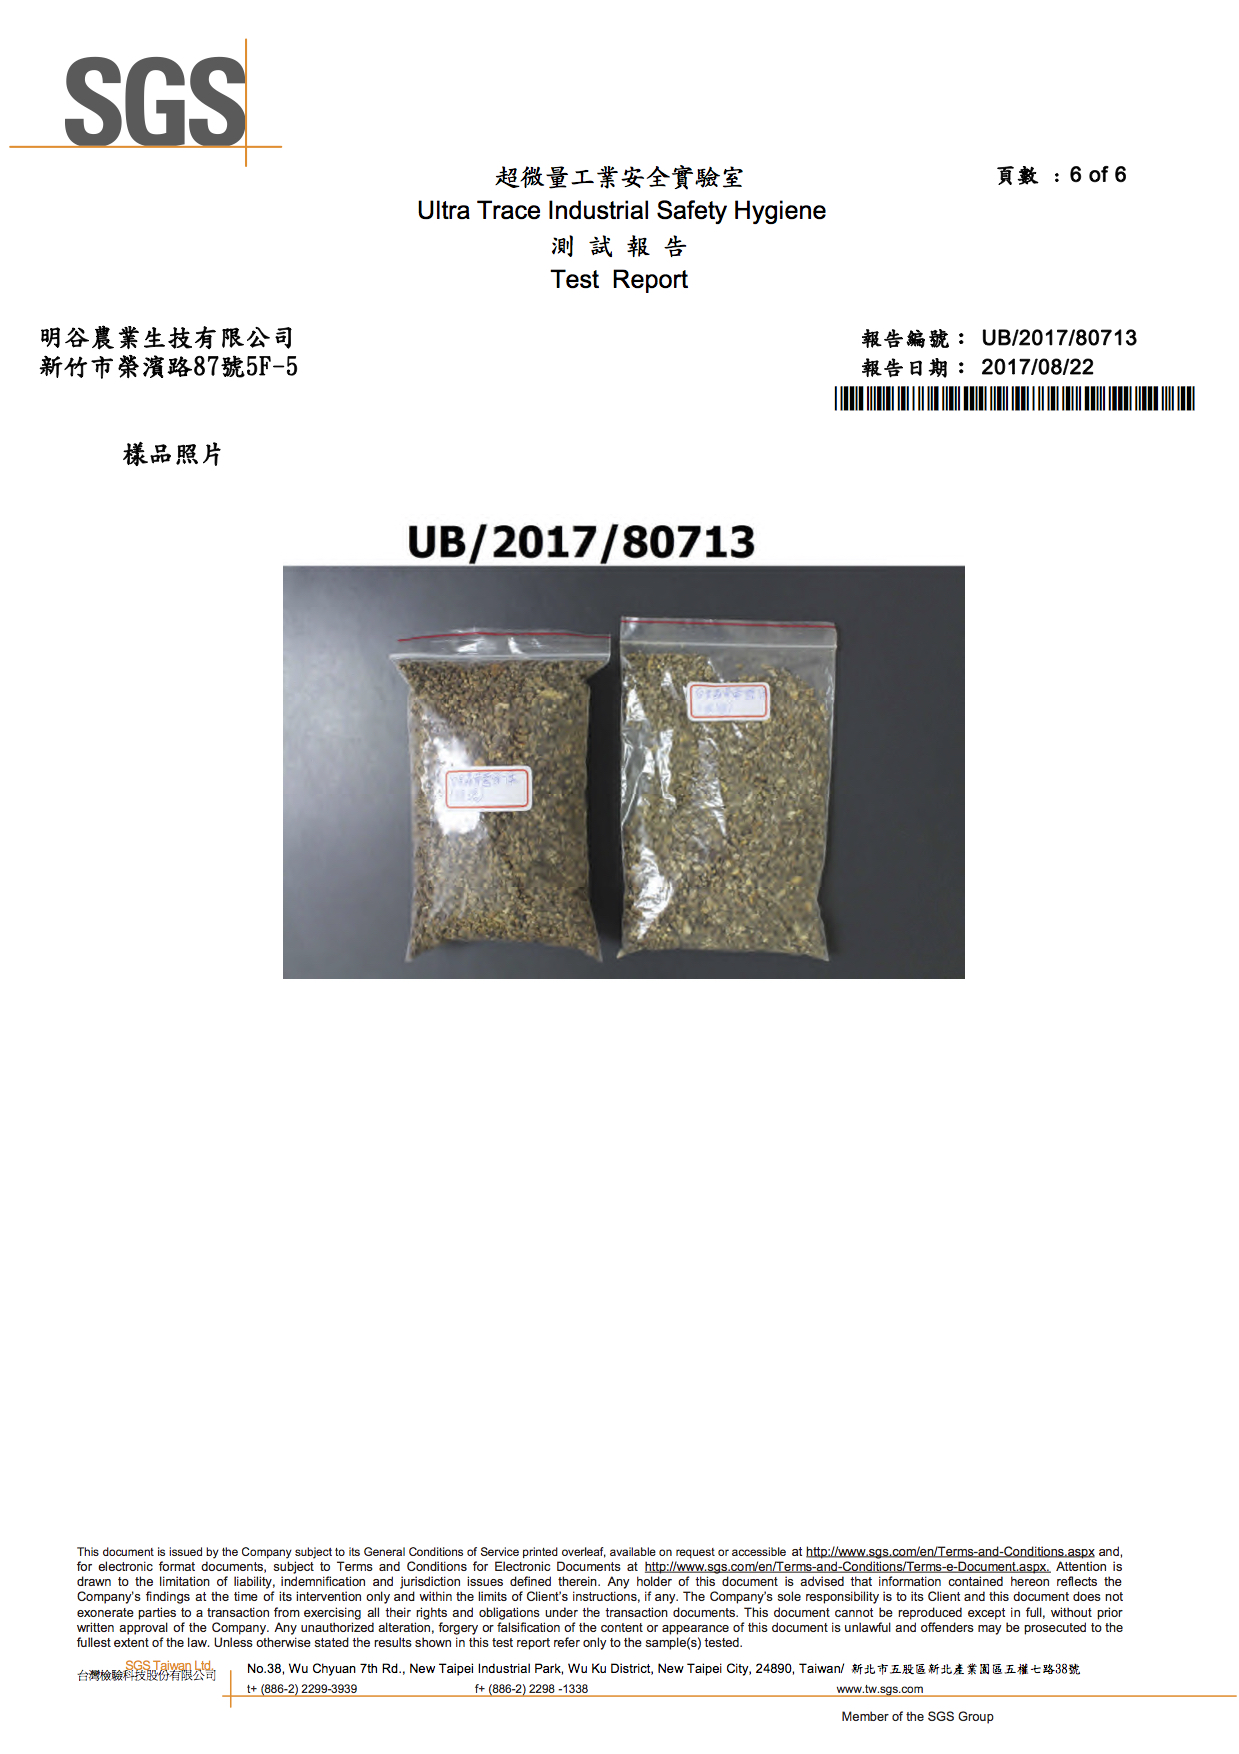 SGS
超微量工業安全實驗室
頁數 : 6 of 6
Ultra Trace Industrial Safety Hygiene
測 試 報 告
Test Report
明谷農業生技有限公司
報告編號： UB/2017/80713
新竹市榮濱路87號5F-5
報告日期： 2017/08/22
樣品照片
UB/2017/80713
This document is issued by the Company subject to its General Conditions of Service printed overleaf, available on request or accessible at http://www.sgs.com/en/Terms-and-Conditions.aspx and,
for electronic format documents, subject to Terms and Conditions for Electronic Documents at http://www.sgs.com/en/Terms-and-Conditions/Terms-e-Document.aspx. Attention is
drawn to the limitation of liability, indemnification and jurisdiction issues defined therein. Any holder of this document is advised that information contained hereon reflects the
Company's findings at the time of its intervention only and within the limits of Client's instructions, if any. The Company's sole responsibility is to its Client and this document does not
exonerate parties to a transaction from exercising all their rights and obligations under the transaction documents. This document cannot be reproduced except in full, without prior
written approval of the Company. Any unauthorized alteration, forgery or falsification of the content or appearance of this document is unlawful and offenders may be prosecuted to the
fullest extent of the law. Unless otherwise stated the results shown in this test report refer only to the sample(s) tested.
SGS Taiwan Ltd.
台灣檢驗科技股份有限公司
No.38, Wu Chyuan 7th Rd., New Taipei Industrial Park, Wu Ku District, New Taipei City, 24890, Taiwan/ 新北市五股區新北產業園區五權七路38號
t+ (886-2) 2299-3939 f+ (886-2) 2298 -1338 www.tw.sgs.com
Member of the SGS Group